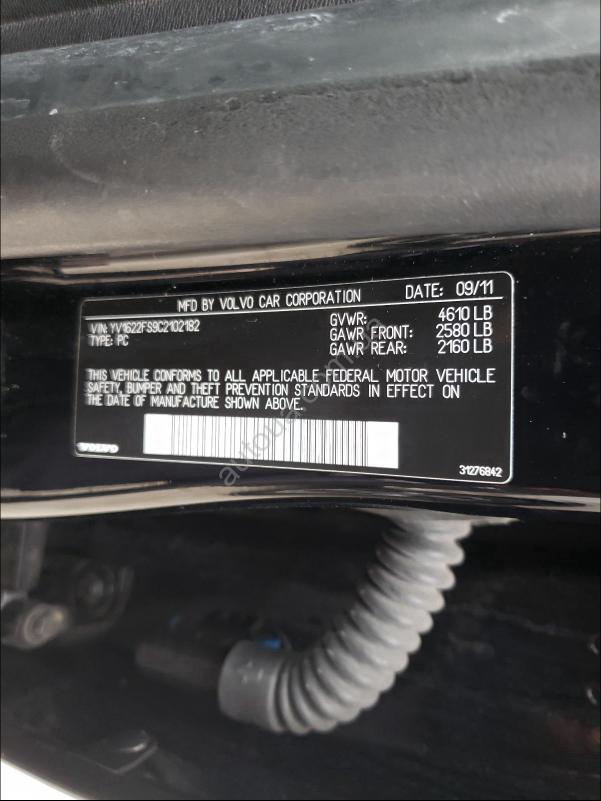 MFD BY VOLVO CAR CORPORATION DATE: 09/11
VIN: YV1622FS9C2102182
TYPE: PC
GVWR: 4610 LB
GAWR FRONT: 2580 LB
GAWR REAR: 2160 LB
THIS VEHICLE CONFORMS TO ALL APPLICABLE FEDERAL MOTOR VEHICLE
SAFETY, BUMPER AND THEFT PREVENTION STANDARDS IN EFFECT ON
THE DATE OF MANUFACTURE SHOWN ABOVE.
VOLVO
31276842